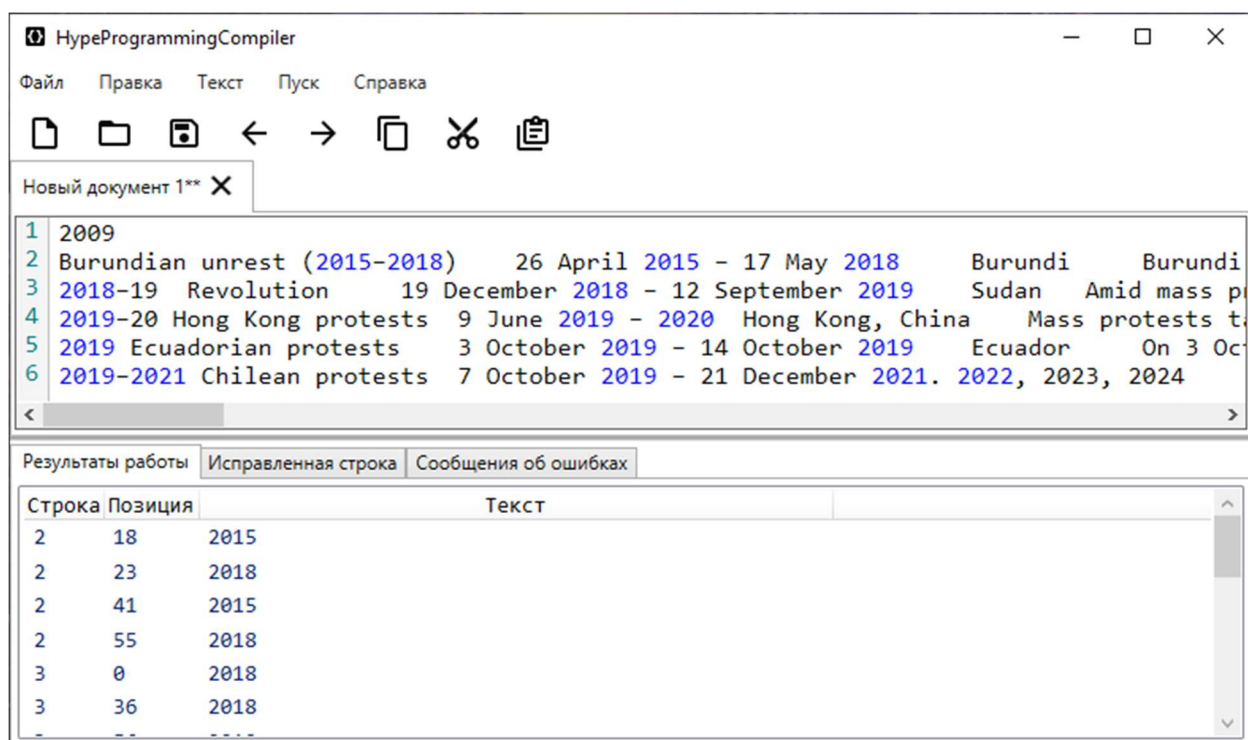 HypeProgrammingCompiler
Файл Правка Текст Пуск Справка
Новый документ 1**
1 2009
2 Burundian unrest (2015–2018) 26 April 2015 – 17 May 2018 Burundi Burundi
3 2018–19 Revolution 19 December 2018 – 12 September 2019 Sudan Amid mass
4 2019–20 Hong Kong protests 9 June 2019 – 2020 Hong Kong, China Mass protests
5 2019 Ecuadorian protests 3 October 2019 – 14 October 2019 Ecuador On 3 Oct
6 2019–2021 Chilean protests 7 October 2019 – 21 December 2021. 2022, 2023, 2024
Результаты работы Исправленная строка Сообщения об ошибках
Строка Позиция Текст
2 18 2015
2 23 2018
2 41 2015
2 55 2018
3 0 2018
3 36 2018